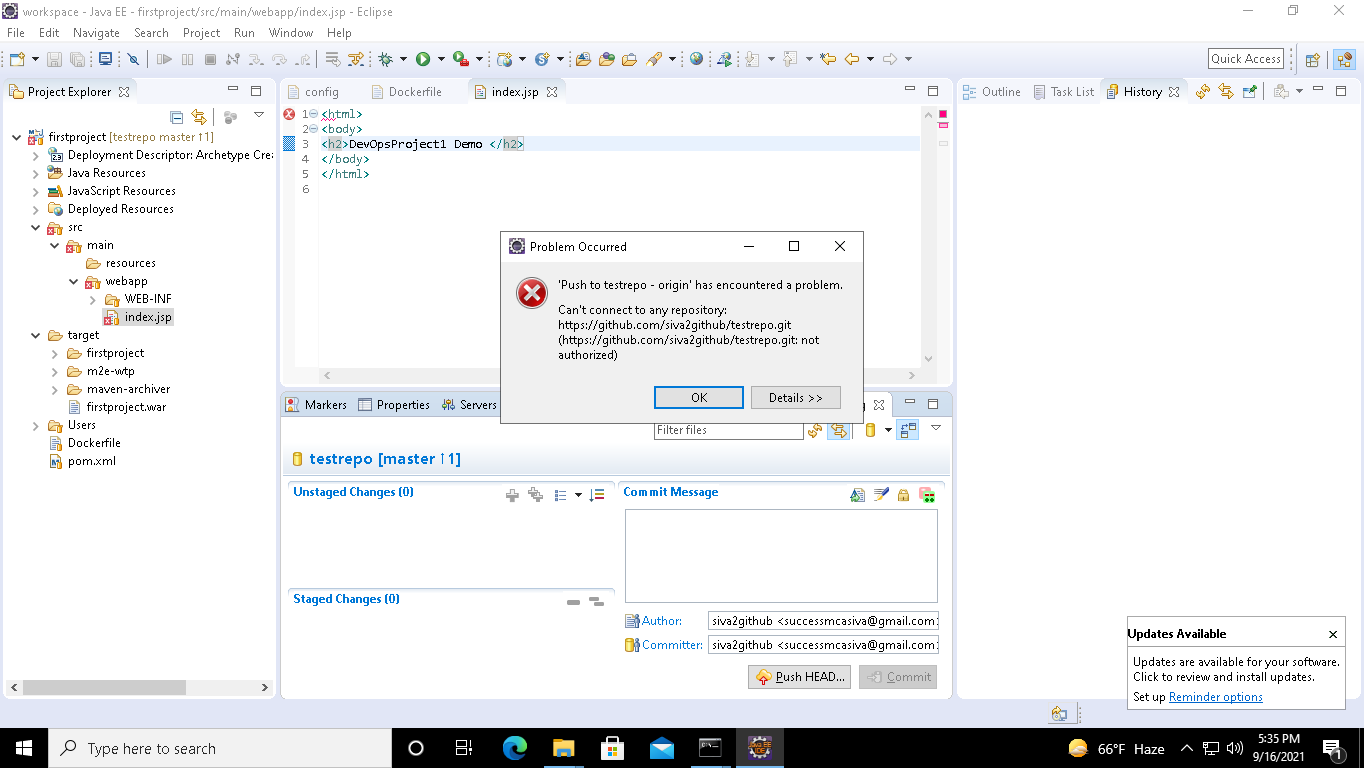 workspace - Java EE - firstproject/src/main/webapp/index.jsp - Eclipse
File Edit Navigate Search Project Run Window Help
Quick Access
Project Explorer
firstproject [testrepo master ↑1]
Deployment Descriptor: Archetype Cre
Java Resources
JavaScript Resources
Deployed Resources
src
main
resources
webapp
WEB-INF
index.jsp
target
firstproject
m2e-wtp
maven-archiver
firstproject.war
Users
Dockerfile
pom.xml
config Dockerfile index.jsp
1 <html>
2 <body>
3 <h2>DevOpsProject1 Demo </h2>
4 </body>
5 </html>
6
Outline Task List History
Problem Occurred
'Push to testrepo - origin' has encountered a problem.
Can't connect to any repository:
https://github.com/siva2github/testrepo.git
(https://github.com/siva2github/testrepo.git: not
authorized)
OK Details >>
Markers Properties Servers
Filter files
testrepo [master ↑1]
Unstaged Changes (0)
Staged Changes (0)
Commit Message
Author: siva2github <successmcasiva@gmail.com
Committer: siva2github <successmcasiva@gmail.com
Push HEAD... Commit
Updates Available
Updates are available for your software.
Click to review and install updates.
Set up Reminder options
Type here to search
66°F Haze
5:35 PM
9/16/2021
1